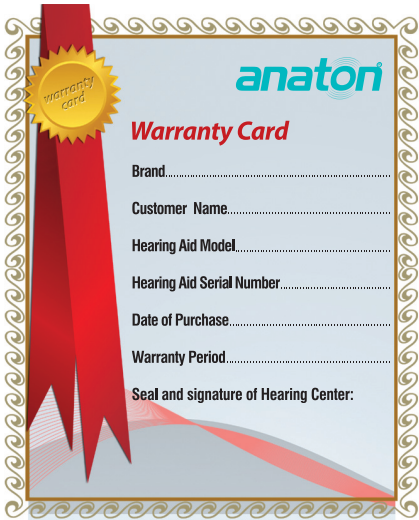 warranty
card
anaton
Warranty Card
Brand
Customer Name
Hearing Aid Model
Hearing Aid Serial Number
Date of Purchase
Warranty Period
Seal and signature of Hearing Center: